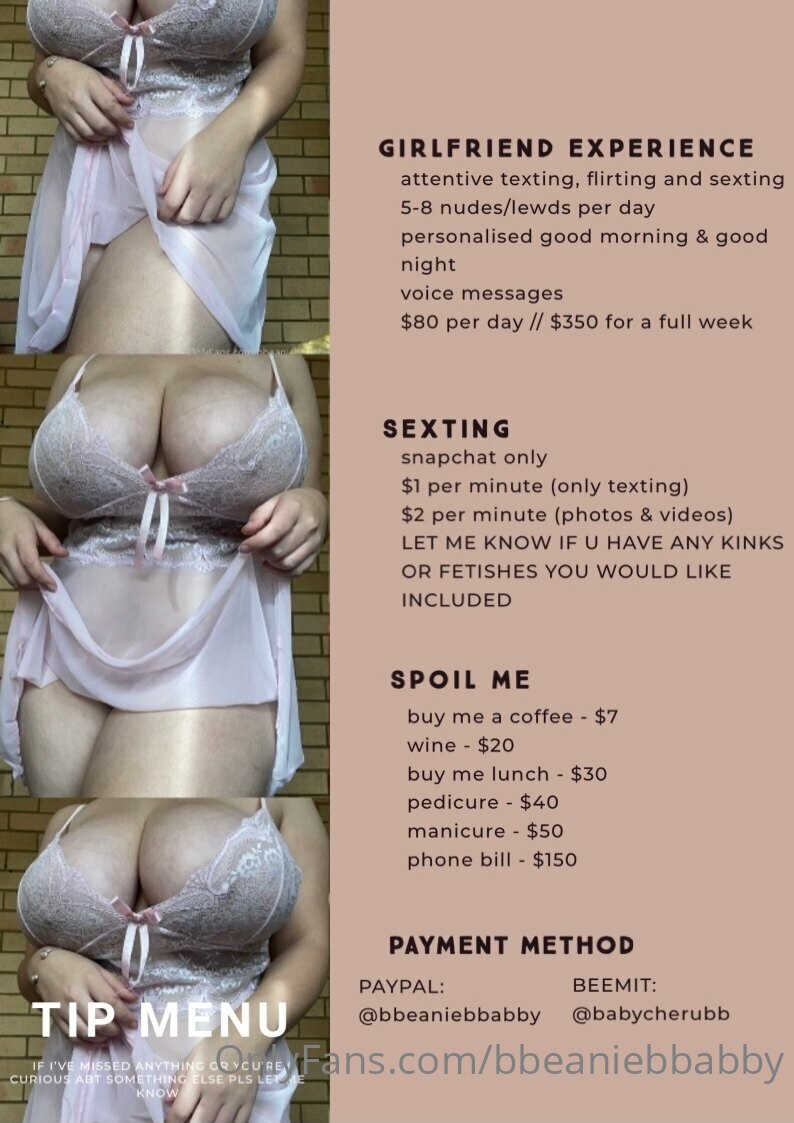 GIRLFRIEND EXPERIENCE
attentive texting, flirting and sexting
5-8 nudes/lewds per day
personalised good morning & good
night
voice messages
$80 per day // $350 for a full week
SEXTING
snapchat only
$1 per minute (only texting)
$2 per minute (photos & videos)
LET ME KNOW IF U HAVE ANY KINKS
OR FETISHES YOU WOULD LIKE
INCLUDED
SPOIL ME
buy me a coffee - $7
wine - $20
buy me lunch - $30
pedicure - $40
manicure - $50
phone bill - $150
PAYMENT METHOD
PAYPAL:
@bbeaniebbabby
BEEMIT:
@babycherubb
TIP MENU
IF I'VE MISSED ANYTHING OR YOU'RE
CURIOUS ABT SOMETHING ELSE PLS LET ME
KNOW
OnlyFans.com/bbeaniebbabby